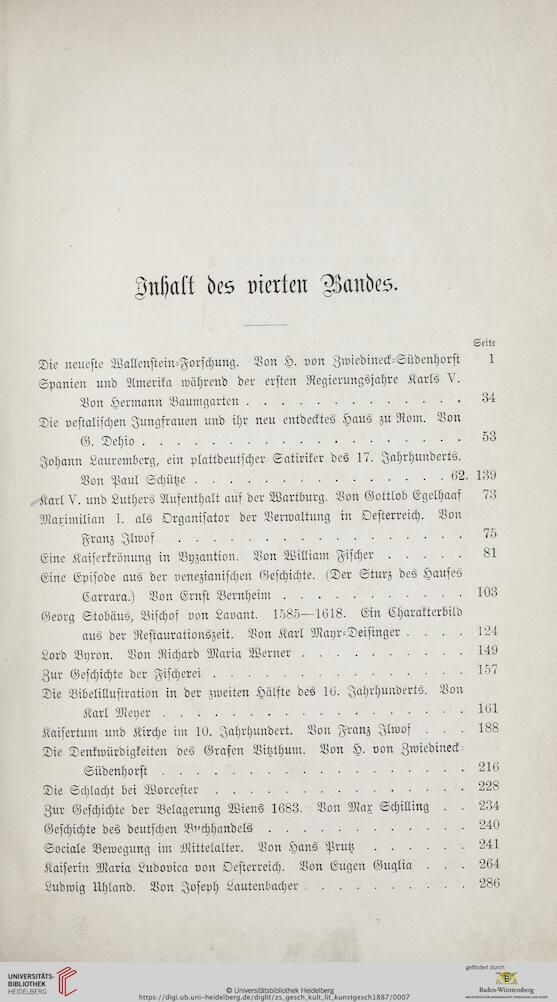 Inhalt des vierten Bandes.
Seite
Die neueste Wallenstein-Forschung. Von H. von Zwiedineck-Südenhorst 1
Spanien und Amerika während der ersten Regierungsjahre Karls V.
Von Hermann Baumgarten . . . . . . . . . . . . . 34
Die vestalischen Jungfrauen und ihr neu entdecktes Haus zu Rom. Von
G. Dehio . . . . . . . . . . . . . . . . . . 53
Johann Lauremberg, ein plattdeutscher Satiriker des 17. Jahrhunderts.
Von Paul Schütze . . . . . . . . . . . . . . 62. 139
Karl V. und Luthers Aufenthalt auf der Wartburg. Von Gottlob Egelhaaf 73
Maximilian I. als Organisator der Verwaltung in Oesterreich. Von
Franz Ilwof . . . . . . . . . . . . . . . . 75
Eine Kaiserkrönung in Byzantion. Von William Fischer . . . . . 81
Eine Episode aus der venezianischen Geschichte. (Der Sturz des Hauses
Carrara.) Von Ernst Bernheim . . . . . . . . . . . 103
Georg Stobäus, Bischof von Lavant. 1585—1618. Ein Charakterbild
aus der Restaurationszeit. Von Karl Mayr-Deisinger . . . . 124
Lord Byron. Von Richard Maria Werner . . . . . . . . . 149
Zur Geschichte der Fischerei . . . . . . . . . . . . . . 157
Die Bibelillustration in der zweiten Hälfte des 16. Jahrhunderts. Von
Karl Meyer . . . . . . . . . . . . . . . . . 161
Kaisertum und Kirche im 10. Jahrhundert. Von Franz Ilwof . . . 188
Die Denkwürdigkeiten des Grafen Vitzthum. Von H. von Zwiedineck-
Südenhorst . . . . . . . . . . . . . . . . . 216
Die Schlacht bei Worcester . . . . . . . . . . . . . . 228
Zur Geschichte der Belagerung Wiens 1683. Von Max Schilling . . 234
Geschichte des deutschen Buchhandels . . . . . . . . . . . 240
Sociale Bewegung im Mittelalter. Von Hans Prutz . . . . . . 241
Kaiserin Maria Ludovica von Oesterreich. Von Eugen Guglia . . . 264
Ludwig Uhland. Von Joseph Lautenbacher . . . . . . . . . 286
UNIVERSITÄTS-
BIBLIOTHEK
HEIDELBERG
https://digi.ub.uni-heidelberg.de/diglit/zs_gesch_kult_lit_kunstgesch1887/0007
© Universitätsbibliothek Heidelberg
gefördert durch
Baden-Württemberg